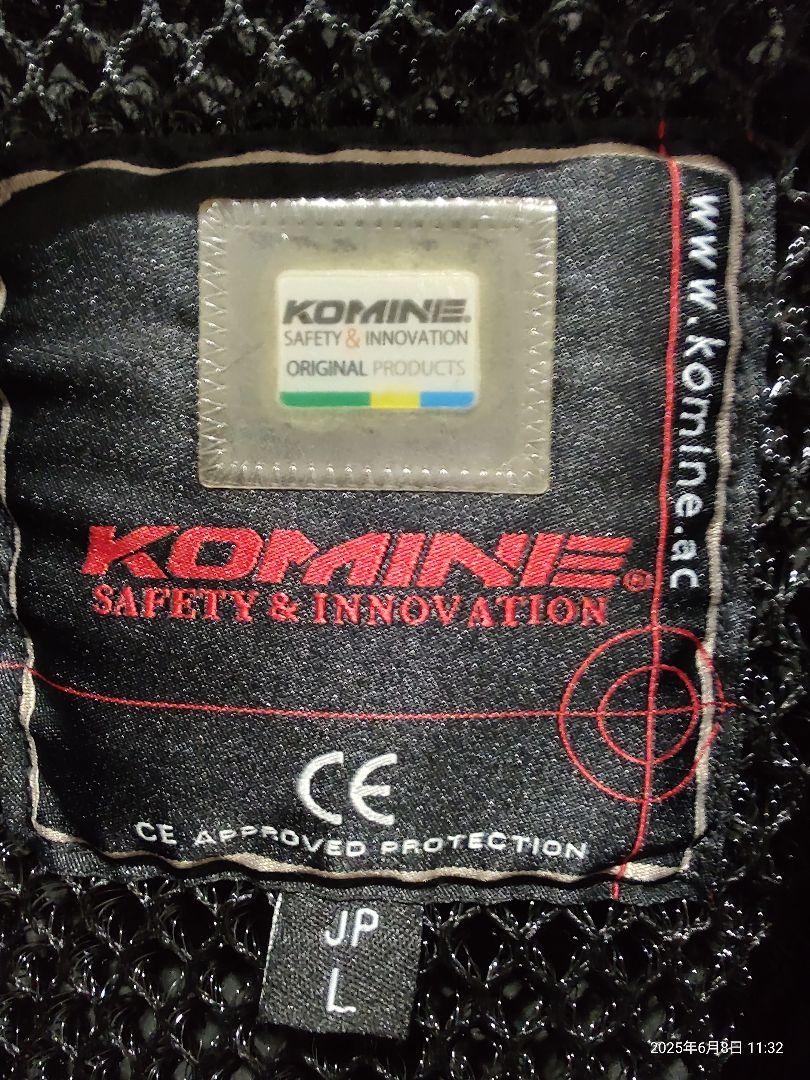 KOMINE.
SAFETY & INNOVATION
ORIGINAL PRODUCTS
www.komine.ac
KOMINE®
SAFETY & INNOVATION
CE
CE APPROVED PROTECTION
JP
L
2025年6月8日 11:32